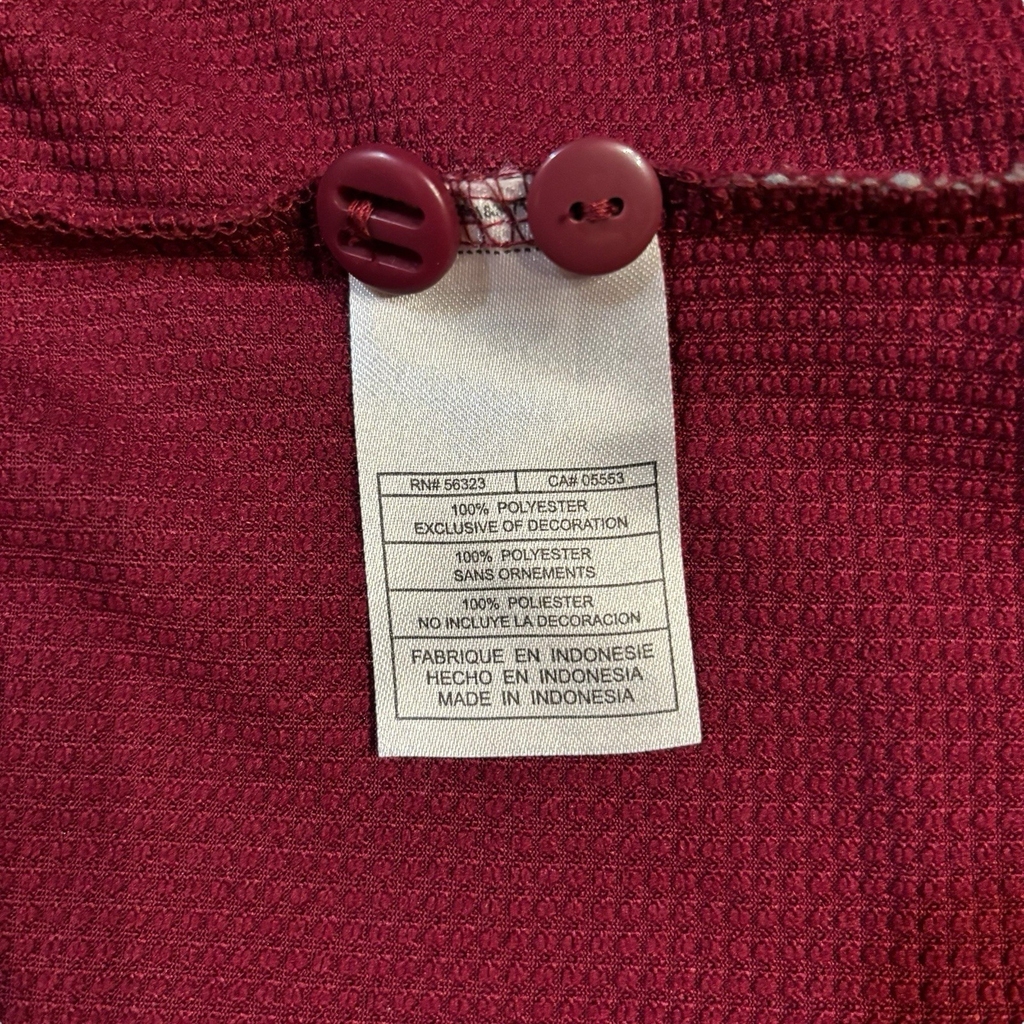 RN# 56323 CA# 05553
100% POLYESTER
EXCLUSIVE OF DECORATION
100% POLYESTER
SANS ORNEMENTS
100% POLIESTER
NO INCLUYE LA DECORACION
FABRIQUE EN INDONESIE
HECHO EN INDONESIA
MADE IN INDONESIA